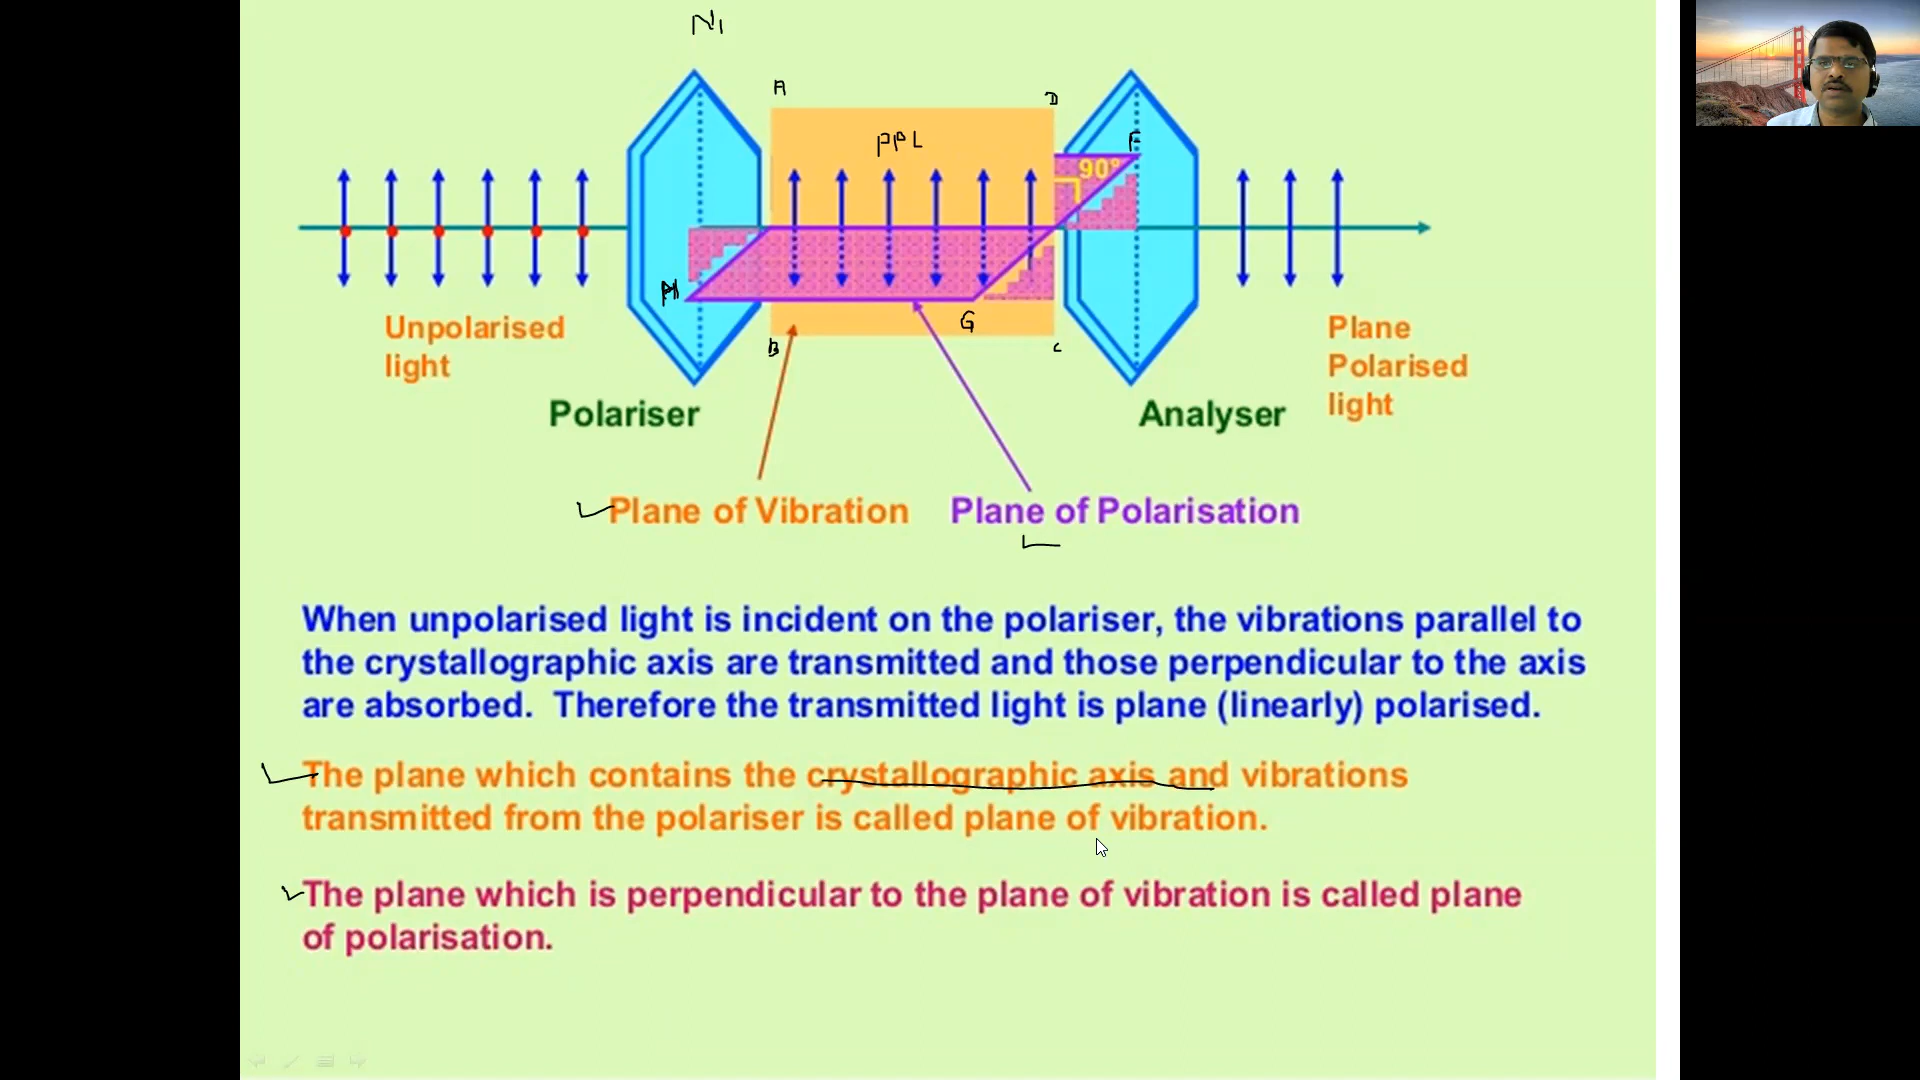 N1
A
D
PPL
F
90°
H
G
B
C
Unpolarised
light
Plane
Polarised
light
Polariser
Analyser
Plane of Vibration
Plane of Polarisation
When unpolarised light is incident on the polariser, the vibrations parallel to
the crystallographic axis are transmitted and those perpendicular to the axis
are absorbed. Therefore the transmitted light is plane (linearly) polarised.
The plane which contains the crystallographic axis and vibrations
transmitted from the polariser is called plane of vibration.
The plane which is perpendicular to the plane of vibration is called plane
of polarisation.